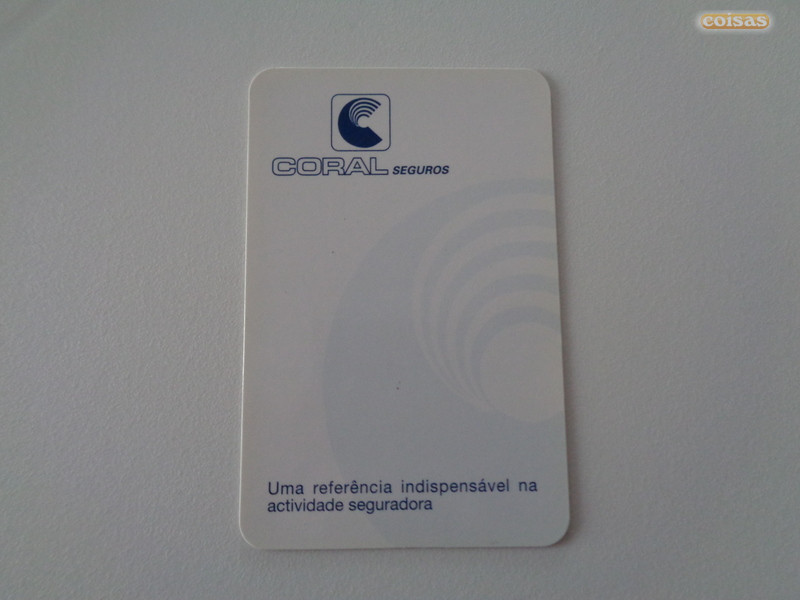 coisas
CORAL SEGUROS
Uma referência indispensável na
actividade seguradora